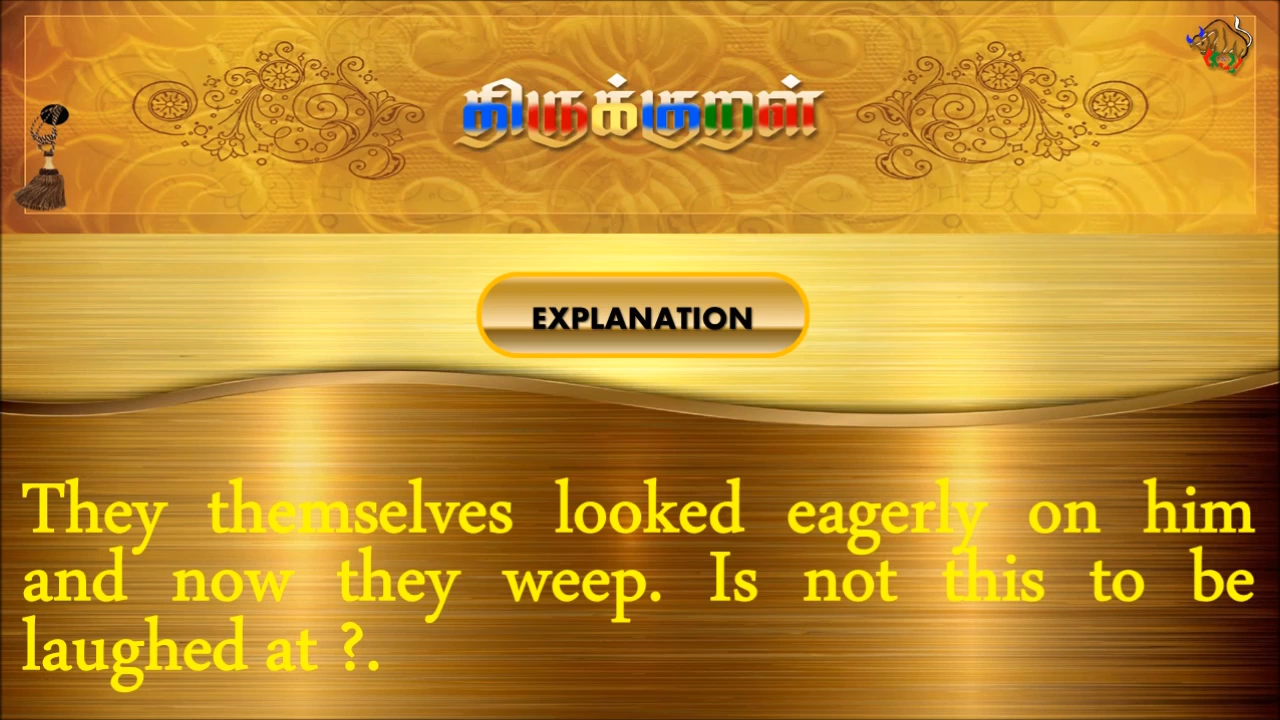 திருக்குறள்
EXPLANATION
They themselves looked eagerly on him
and now they weep. Is not this to be
laughed at ?.